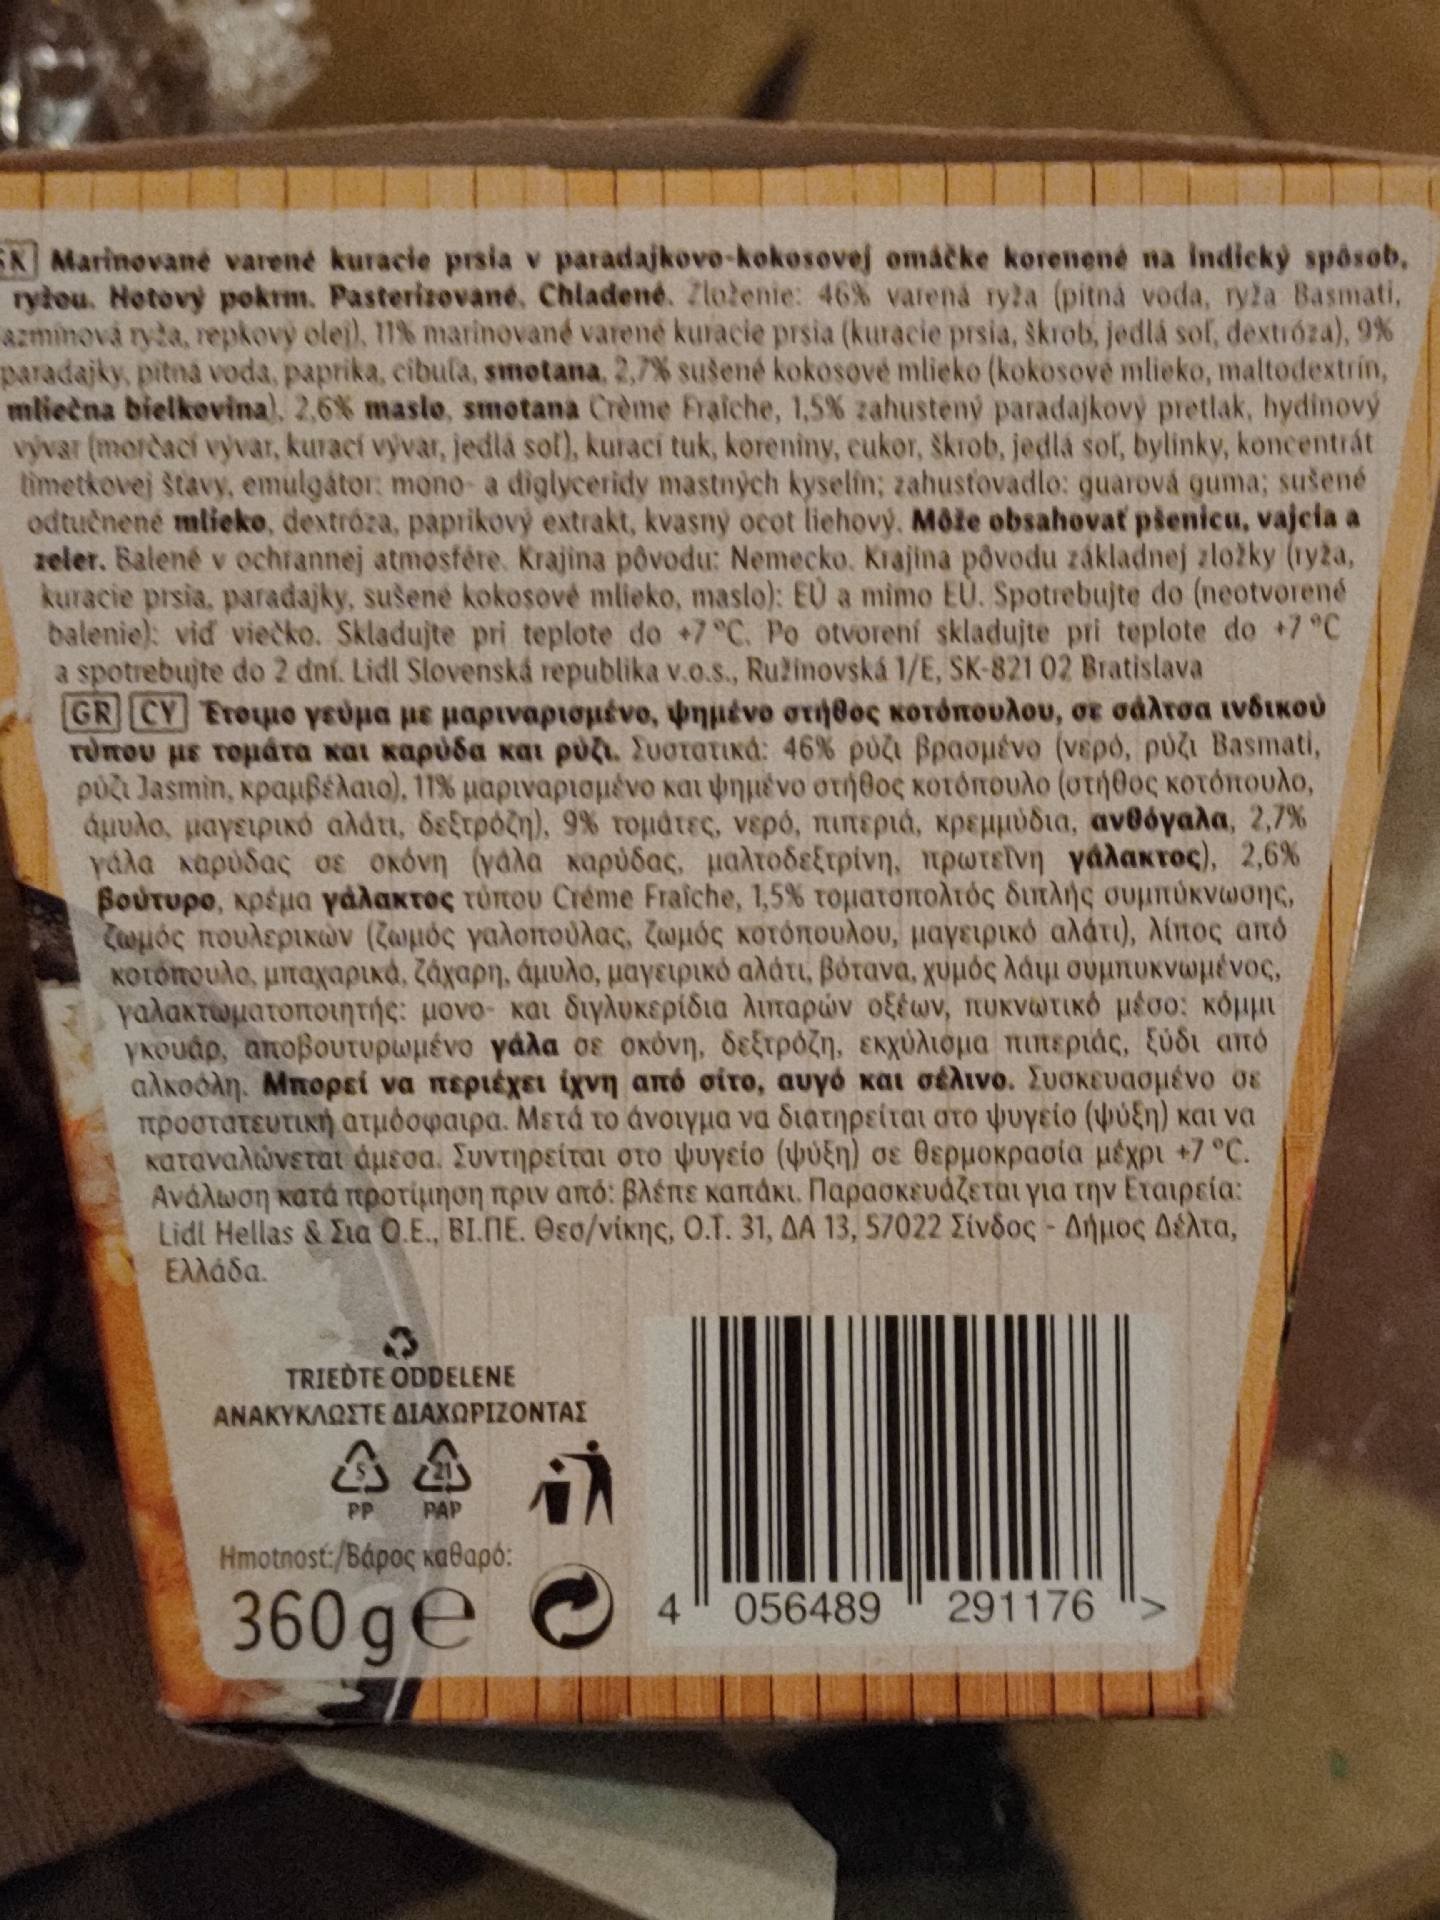 SK Marinované varené kuracie prsia v paradajkovo-kokosovej omáčke korenené na indický spôsob,
ryžou. Hotový pokrm. Pasterizované. Chladené. Zloženie: 46% varená ryža (pitná voda, ryža Basmati,
azmínová ryža, repkový olej), 11% marinované varené kuracie prsia (kuracie prsia, škrob, jedlá soľ, dextróza), 9%
paradajky, pitná voda, paprika, cibuľa, smotana, 2,7% sušené kokosové mlieko (kokosové mlieko, maltodextrín,
mliečna bielkovina), 2,6% maslo, smotana Crème Fraîche, 1,5% zahustený paradajkový pretlak, hydinový
vývar (morčací vývar, kurací vývar, jedlá soľ), kurací tuk, koreniny, cukor, škrob, jedlá soľ, bylinky, koncentrát
limetkovej šťavy, emulgátor: mono- a diglyceridy mastných kyselín; zahusťovadlo: guarová guma; sušené
odtučnené mlieko, dextróza, paprikový extrakt, kvasný ocot liehový. Môže obsahovať pšenicu, vajcia a
zeler. Balené v ochrannej atmosfére. Krajina pôvodu: Nemecko. Krajina pôvodu základnej zložky (ryža,
kuracie prsia, paradajky, sušené kokosové mlieko, maslo): EÚ a mimo EÚ. Spotrebujte do (neotvorené
balenie): viď viečko. Skladujte pri teplote do +7 °C. Po otvorení skladujte pri teplote do +7 °C
a spotrebujte do 2 dní. Lidl Slovenská republika v.o.s., Ružinovská 1/E, SK-821 02 Bratislava
GR CY Έτοιμο γεύμα με μαριναρισμένο, ψημένο στήθος κοτόπουλου, σε σάλτσα ινδικού
τύπου με τομάτα και καρύδα και ρύζι. Συστατικά: 46% ρύζι βρασμένο (νερό, ρύζι Basmati,
ρύζι Jasmin, κραμβέλαιο), 11% μαριναρισμένο και ψημένο στήθος κοτόπουλο (στήθος κοτόπουλο,
άμυλο, μαγειρικό αλάτι, δεξτρόζη), 9% τομάτες, νερό, πιπεριά, κρεμμύδια, ανθόγαλα, 2,7%
γάλα καρύδας σε σκόνη (γάλα καρύδας, μαλτοδεξτρίνη, πρωτεΐνη γάλακτος), 2,6%
βούτυρο, κρέμα γάλακτος τύπου Créme Fraîche, 1,5% τοματοπολτός διπλής συμπύκνωσης,
ζωμός πουλερικών (ζωμός γαλοπούλας, ζωμός κοτόπουλου, μαγειρικό αλάτι), λίπος από
κοτόπουλο, μπαχαρικά, ζάχαρη, άμυλο, μαγειρικό αλάτι, βότανα, χυμός λάιμ συμπυκνωμένος,
γαλακτωματοποιητής: μονο- και διγλυκερίδια λιπαρών οξέων, πυκνωτικό μέσο: κόμμι
γκουάρ, αποβουτυρωμένο γάλα σε σκόνη, δεξτρόζη, εκχύλισμα πιπεριάς, ξύδι από
αλκοόλη. Μπορεί να περιέχει ίχνη από σίτο, αυγό και σέλινο. Συσκευασμένο σε
προστατευτική ατμόσφαιρα. Μετά το άνοιγμα να διατηρείται στο ψυγείο (ψύξη) και να
καταναλώνεται άμεσα. Συντηρείται στο ψυγείο (ψύξη) σε θερμοκρασία μέχρι +7 °C.
Ανάλωση κατά προτίμηση πριν από: βλέπε καπάκι. Παρασκευάζεται για την Εταιρεία:
Lidl Hellas & Σια Ο.Ε., ΒΙ.ΠΕ. Θεσ/νίκης, Ο.Τ. 31, ΔΑ 13, 57022 Σίνδος - Δήμος Δέλτα,
Ελλάδα.
TRIEĎTE ODDELENE
ΑΝΑΚΥΚΛΩΣΤΕ ΔΙΑΧΩΡΙΖΟΝΤΑΣ
5 21
PP PAP
Hmotnosť:/Βάρος καθαρό:
360 g e
4 056489 291176 >